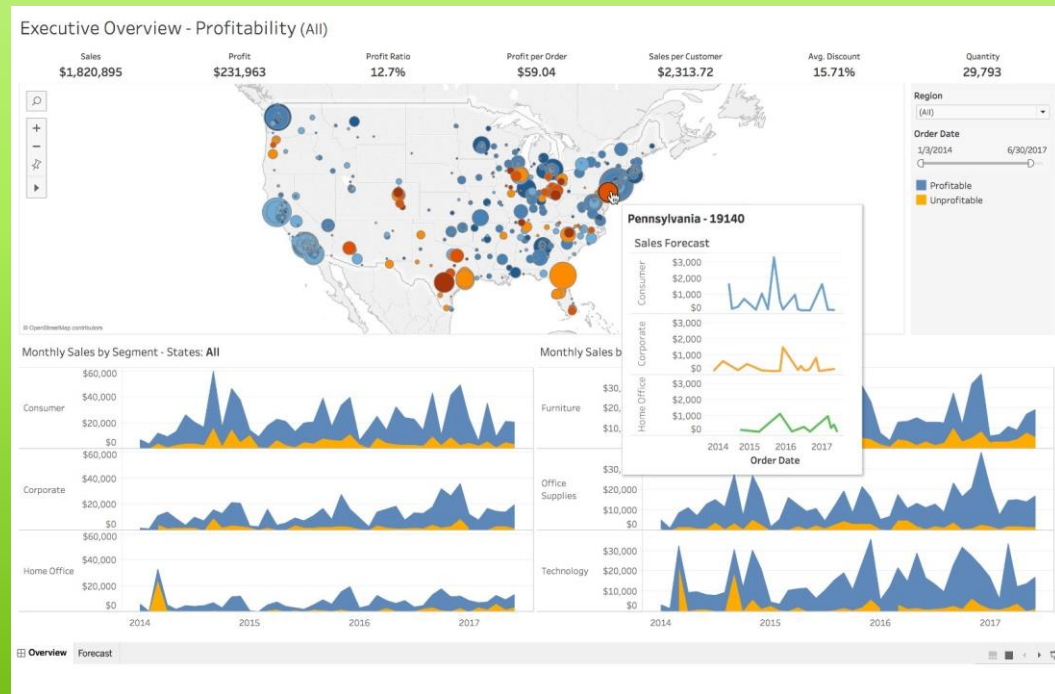 Executive Overview - Profitability (All)
Sales Profit Profit Ratio Profit per Order Sales per Customer Avg. Discount Quantity
$1,820,895 $231,963 12.7% $59.04 $2,313.72 15.71% 29,793
Region
(All)
Order Date
1/3/2014 6/30/2017
Profitable
Unprofitable
Pennsylvania - 19140
Sales Forecast
Consumer
$3,000
$2,000
$1,000
$0
Corporate
$3,000
$2,000
$1,000
$0
Home Office
$3,000
$2,000
$1,000
$0
2014 2015 2016 2017
Order Date
© OpenStreetMap contributors
Monthly Sales by Segment - States: All
Consumer
$60,000
$40,000
$20,000
$0
Corporate
$60,000
$40,000
$20,000
$0
Home Office
$60,000
$40,000
$20,000
$0
2014 2015 2016 2017
Monthly Sales b
Furniture
$30,
$20,
$10,
Office
Supplies
$30,
$20,000
$10,000
$0
Technology
$30,000
$20,000
$10,000
$0
2014 2015 2016 2017
Overview Forecast